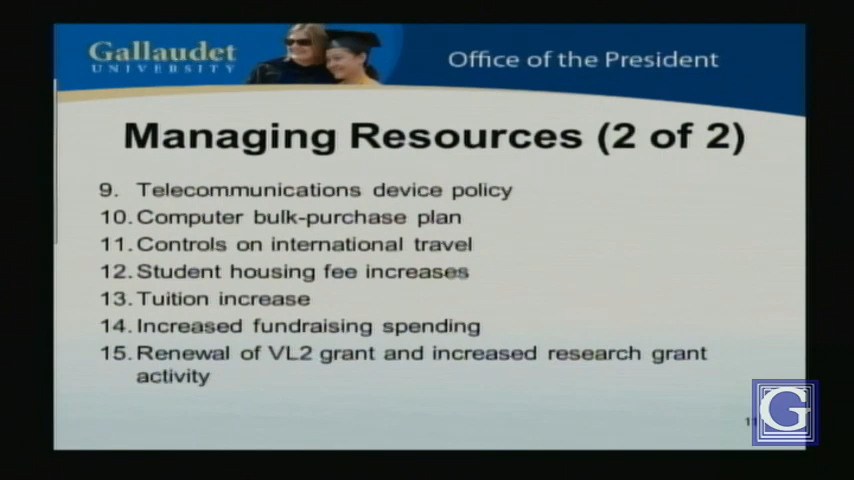 Gallaudet
UNIVERSITY
Office of the President
Managing Resources (2 of 2)
9. Telecommunications device policy
10. Computer bulk-purchase plan
11. Controls on international travel
12. Student housing fee increases
13. Tuition increase
14. Increased fundraising spending
15. Renewal of VL2 grant and increased research grant
activity
11
G